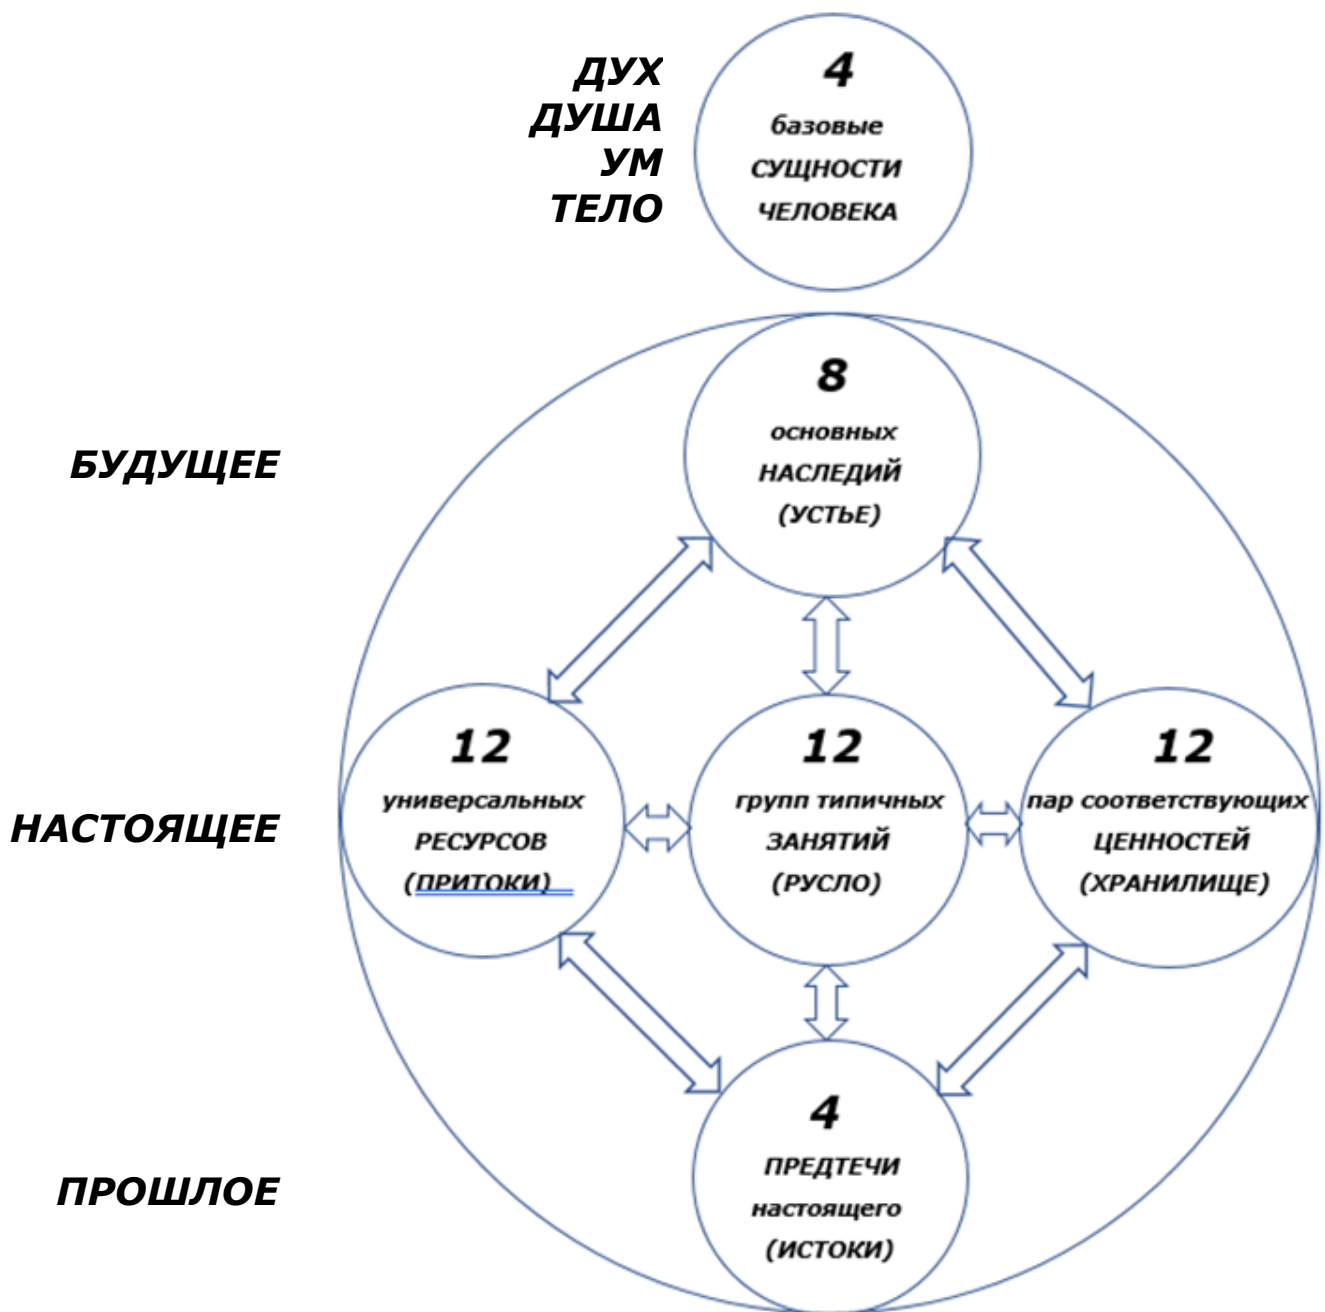 ДУХ
ДУША
УМ
ТЕЛО
4
базовые
СУЩНОСТИ
ЧЕЛОВЕКА
БУДУЩЕЕ
8
основных
НАСЛЕДИЙ
(УСТЬЕ)
НАСТОЯЩЕЕ
12
универсальных
РЕСУРСОВ
(ПРИТОКИ)
12
групп типичных
ЗАНЯТИЙ
(РУСЛО)
12
пар соответствующих
ЦЕННОСТЕЙ
(ХРАНИЛИЩЕ)
ПРОШЛОЕ
4
ПРЕДТЕЧИ
настоящего
(ИСТОКИ)